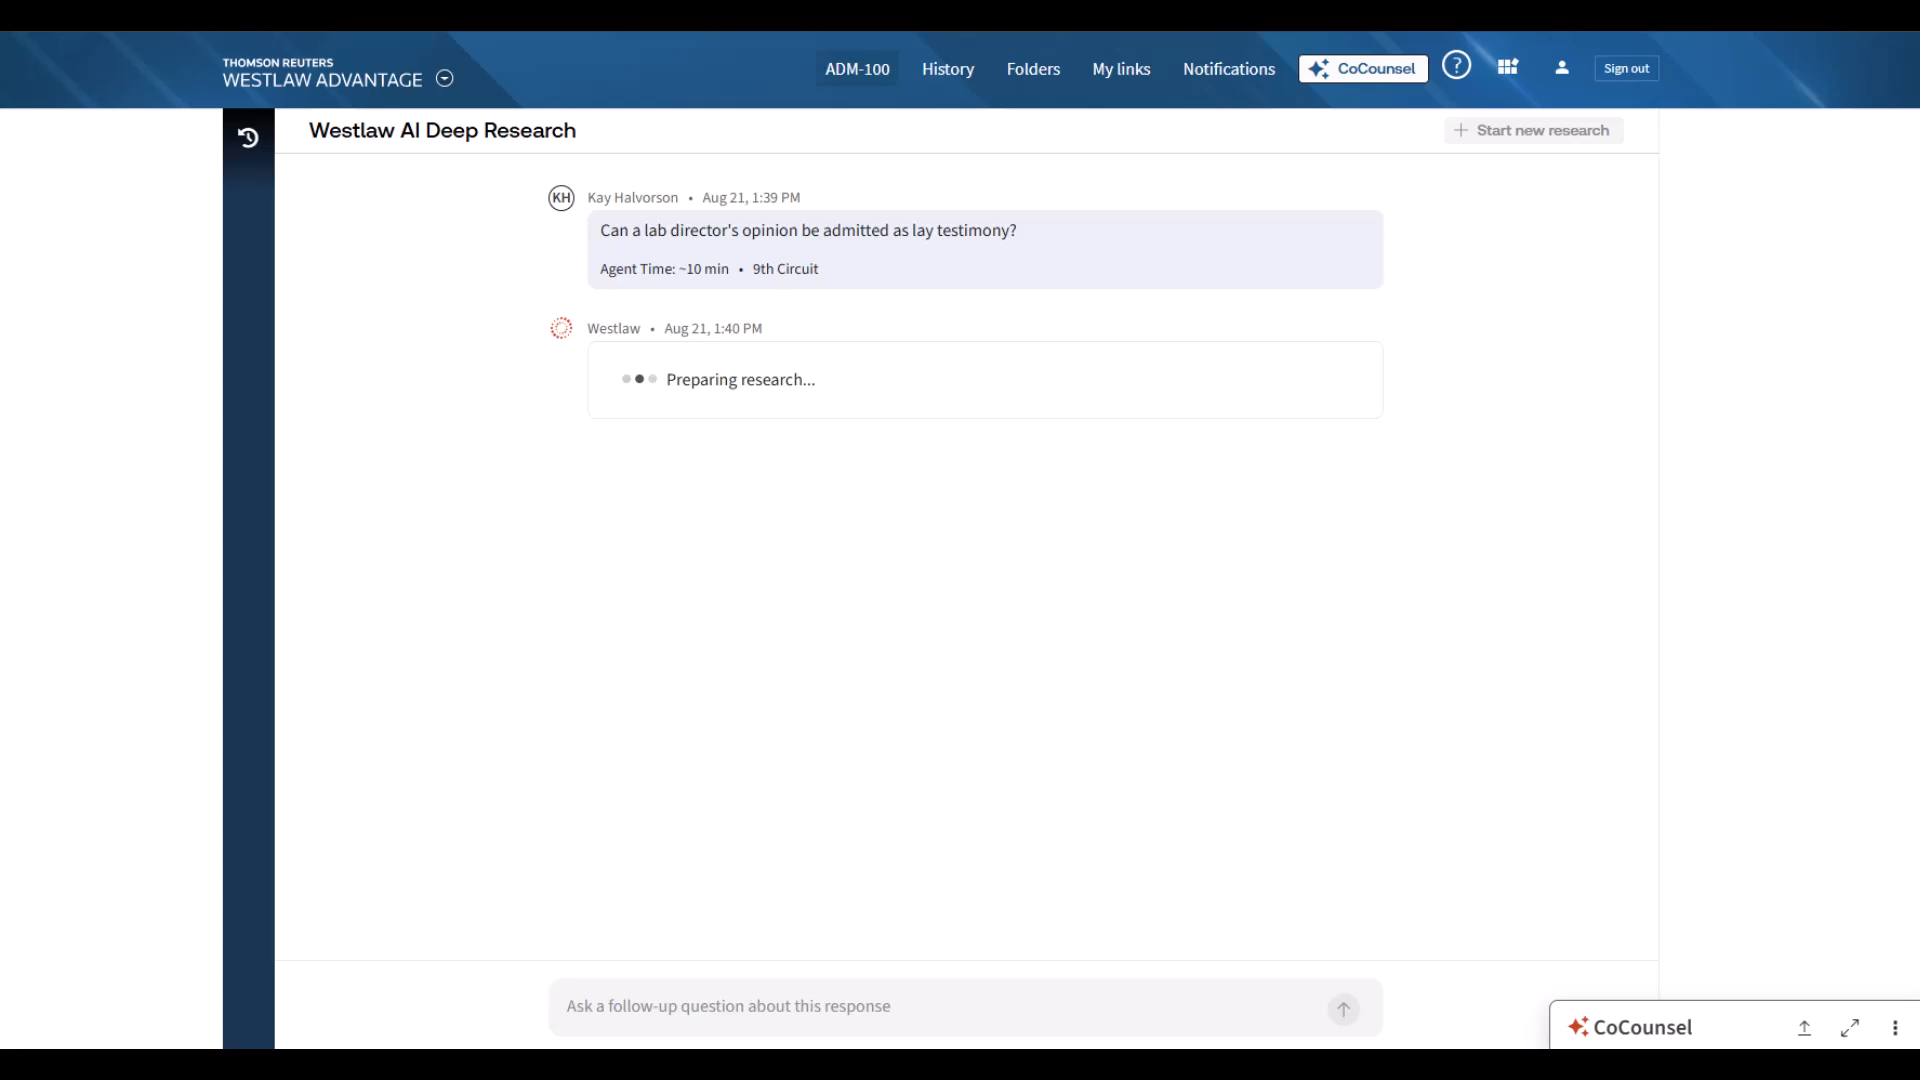 THOMSON REUTERS
WESTLAW ADVANTAGE
ADM-100
History
Folders
My links
Notifications
CoCounsel
?
Sign out
Westlaw AI Deep Research
Start new research
KH
Kay Halvorson • Aug 21, 1:39 PM
Can a lab director's opinion be admitted as lay testimony?
Agent Time: ~10 min • 9th Circuit
Westlaw • Aug 21, 1:40 PM
Preparing research...
Ask a follow-up question about this response
CoCounsel